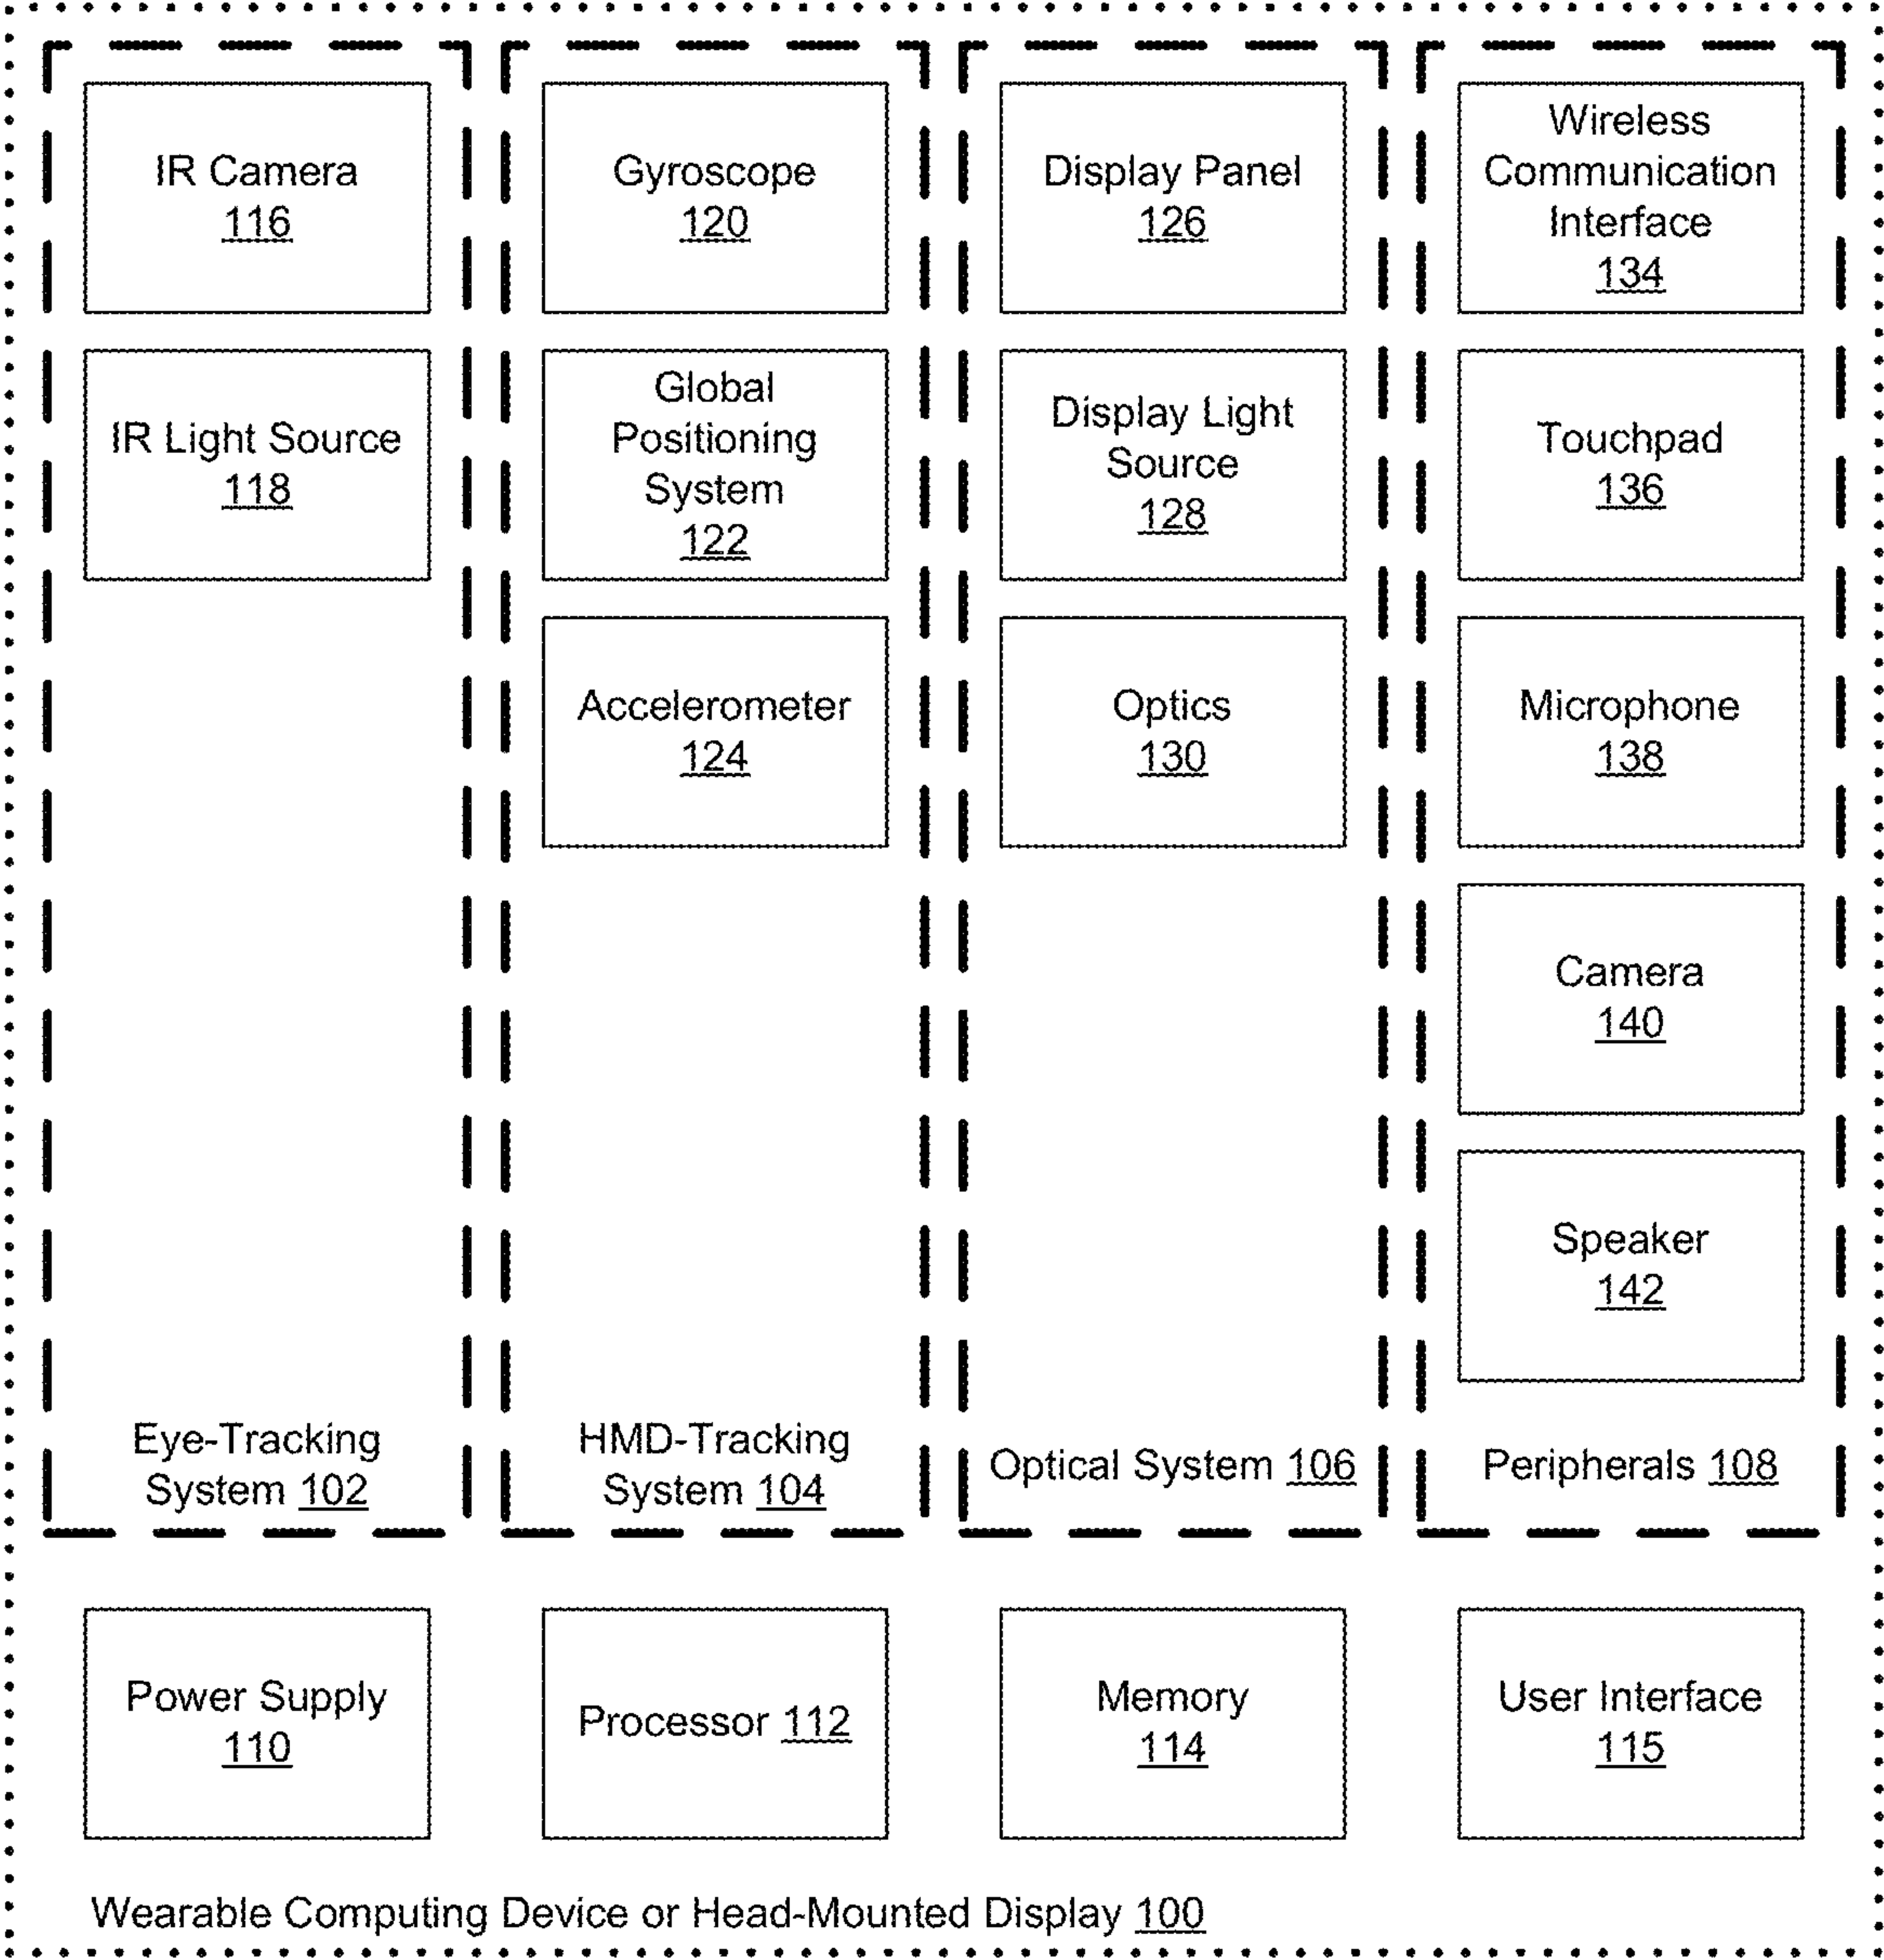 IR Camera
116
Gyroscope
120
Display Panel
126
Wireless
Communication
Interface
134
IR Light Source
118
Global
Positioning
System
122
Display Light
Source
128
Touchpad
136
Accelerometer
124
Optics
130
Microphone
138
Camera
140
Speaker
142
Eye-Tracking
System 102
HMD-Tracking
System 104
Optical System 106
Peripherals 108
Power Supply
110
Processor 112
Memory
114
User Interface
115
Wearable Computing Device or Head-Mounted Display 100